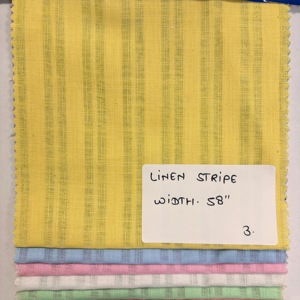 LINEN STRIPE
WIDTH. 58"
3.